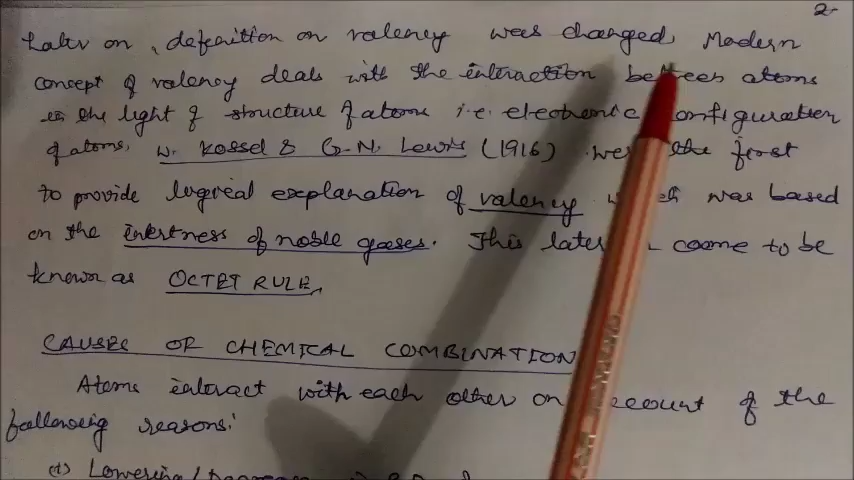 2-
Later on, defenition on valency was changed, Modern
concept of valency deals with the interaction between atoms
in the light of structure of atoms i.e. electronic configuration
of atoms. W. Kossel & G.N. Lewis (1916) were the first
to provide logical explanation of valency which was based
on the inertness of noble gases. This later on came to be
known as OCTET RULE.
CAUSES OF CHEMICAL COMBINATION
Atoms interact with each other on account of the
following reasons:
(1) Lowering/